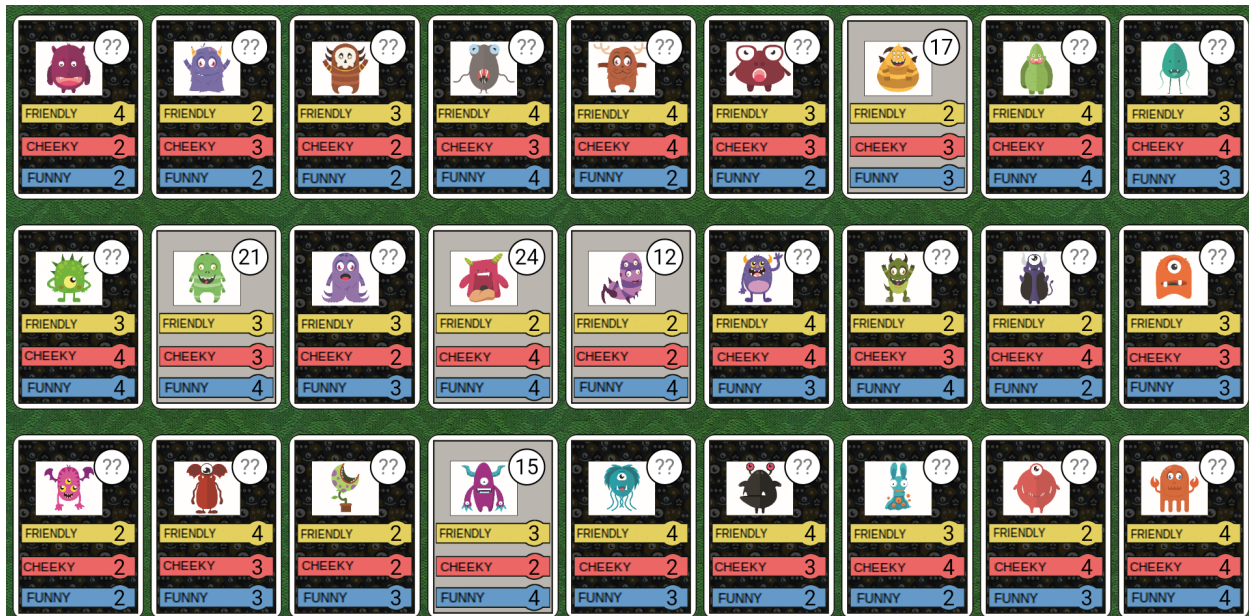 ?? ?? ?? ?? ?? ?? 17 ?? ??
FRIENDLY 4 FRIENDLY 2 FRIENDLY 3 FRIENDLY 4 FRIENDLY 2 FRIENDLY 3 FRIENDLY 2 FRIENDLY 4 FRIENDLY 3
CHEEKY 2 CHEEKY 3 CHEEKY 2 CHEEKY 3 CHEEKY 4 CHEEKY 2 CHEEKY 3 CHEEKY 2 CHEEKY 4
FUNNY 2 FUNNY 2 FUNNY 2 FUNNY 4 FUNNY 2 FUNNY 2 FUNNY 3 FUNNY 4 FUNNY 3
?? 21 ?? 24 12 ?? ?? ?? ??
FRIENDLY 3 FRIENDLY 3 FRIENDLY 3 FRIENDLY 2 FRIENDLY 2 FRIENDLY 4 FRIENDLY 2 FRIENDLY 2 FRIENDLY 3
CHEEKY 4 CHEEKY 3 CHEEKY 2 CHEEKY 4 CHEEKY 2 CHEEKY 4 CHEEKY 3 CHEEKY 4 CHEEKY 3
FUNNY 4 FUNNY 4 FUNNY 3 FUNNY 4 FUNNY 4 FUNNY 3 FUNNY 4 FUNNY 2 FUNNY 3
?? ?? ?? 15 ?? ?? ?? ?? ??
FRIENDLY 2 FRIENDLY 4 FRIENDLY 2 FRIENDLY 3 FRIENDLY 4 FRIENDLY 4 FRIENDLY 3 FRIENDLY 2 FRIENDLY 4
CHEEKY 2 CHEEKY 3 CHEEKY 2 CHEEKY 2 CHEEKY 2 CHEEKY 3 CHEEKY 4 CHEEKY 4 CHEEKY 4
FUNNY 2 FUNNY 3 FUNNY 3 FUNNY 4 FUNNY 3 FUNNY 2 FUNNY 2 FUNNY 3 FUNNY 4